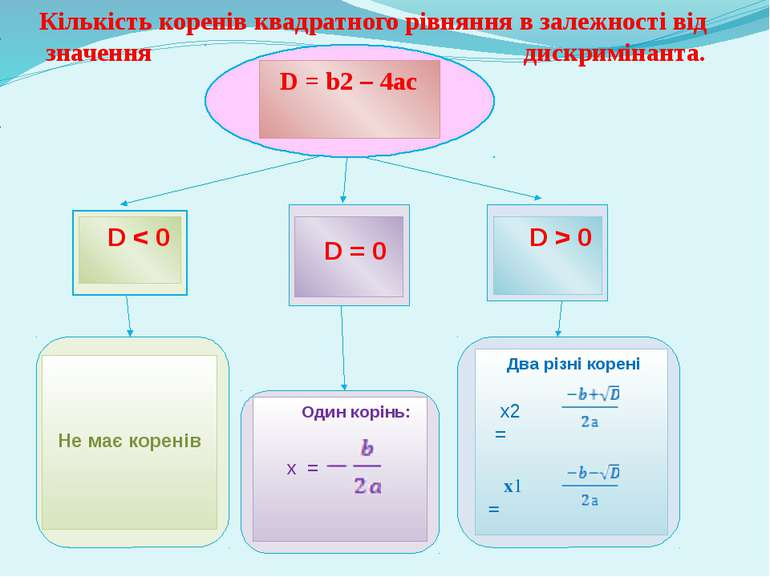 Кількість коренів квадратного рівняння в залежності від
значення дискримінанта.
D = b2 – 4ac
D < 0
D = 0
D > 0
Не має коренів
Один корінь:
x = − b / 2a
Два різні корені
x2 = −b+√D / 2a
x1 = −b−√D / 2a